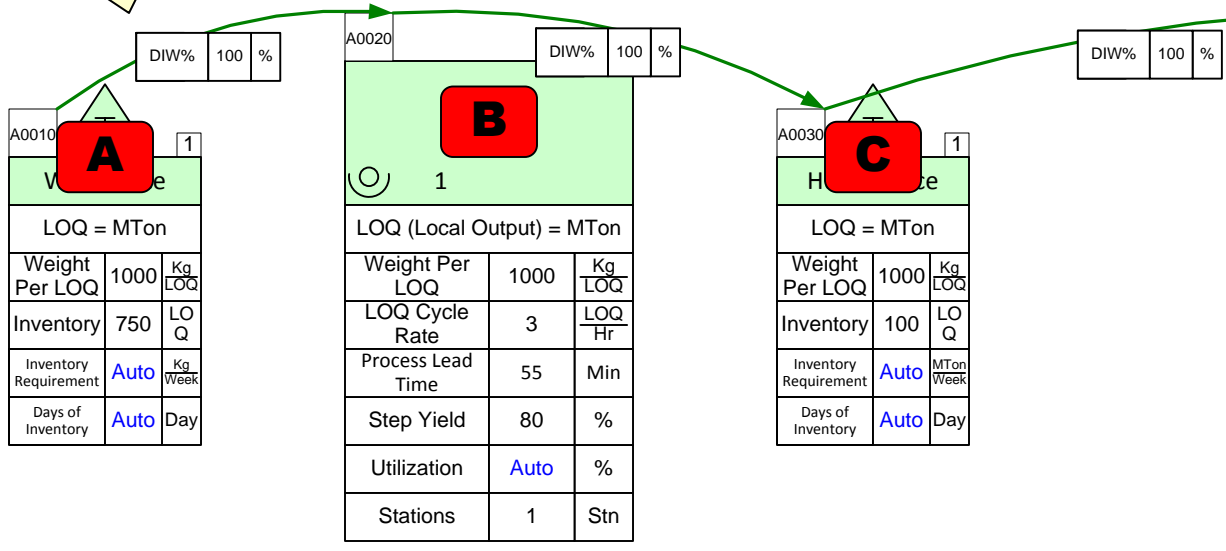 DIW% 100 %
A0020
DIW% 100 %
DIW% 100 %
A0010
A
1
LOQ = MTon
Weight Per LOQ 1000 Kg/LOQ
Inventory 750 LOQ
Inventory Requirement Auto Kg/Week
Days of Inventory Auto Day
B
1
LOQ (Local Output) = MTon
Weight Per LOQ 1000 Kg/LOQ
LOQ Cycle Rate 3 LOQ/Hr
Process Lead Time 55 Min
Step Yield 80 %
Utilization Auto %
Stations 1 Stn
A0030
C
1
LOQ = MTon
Weight Per LOQ 1000 Kg/LOQ
Inventory 100 LOQ
Inventory Requirement Auto MTon/Week
Days of Inventory Auto Day